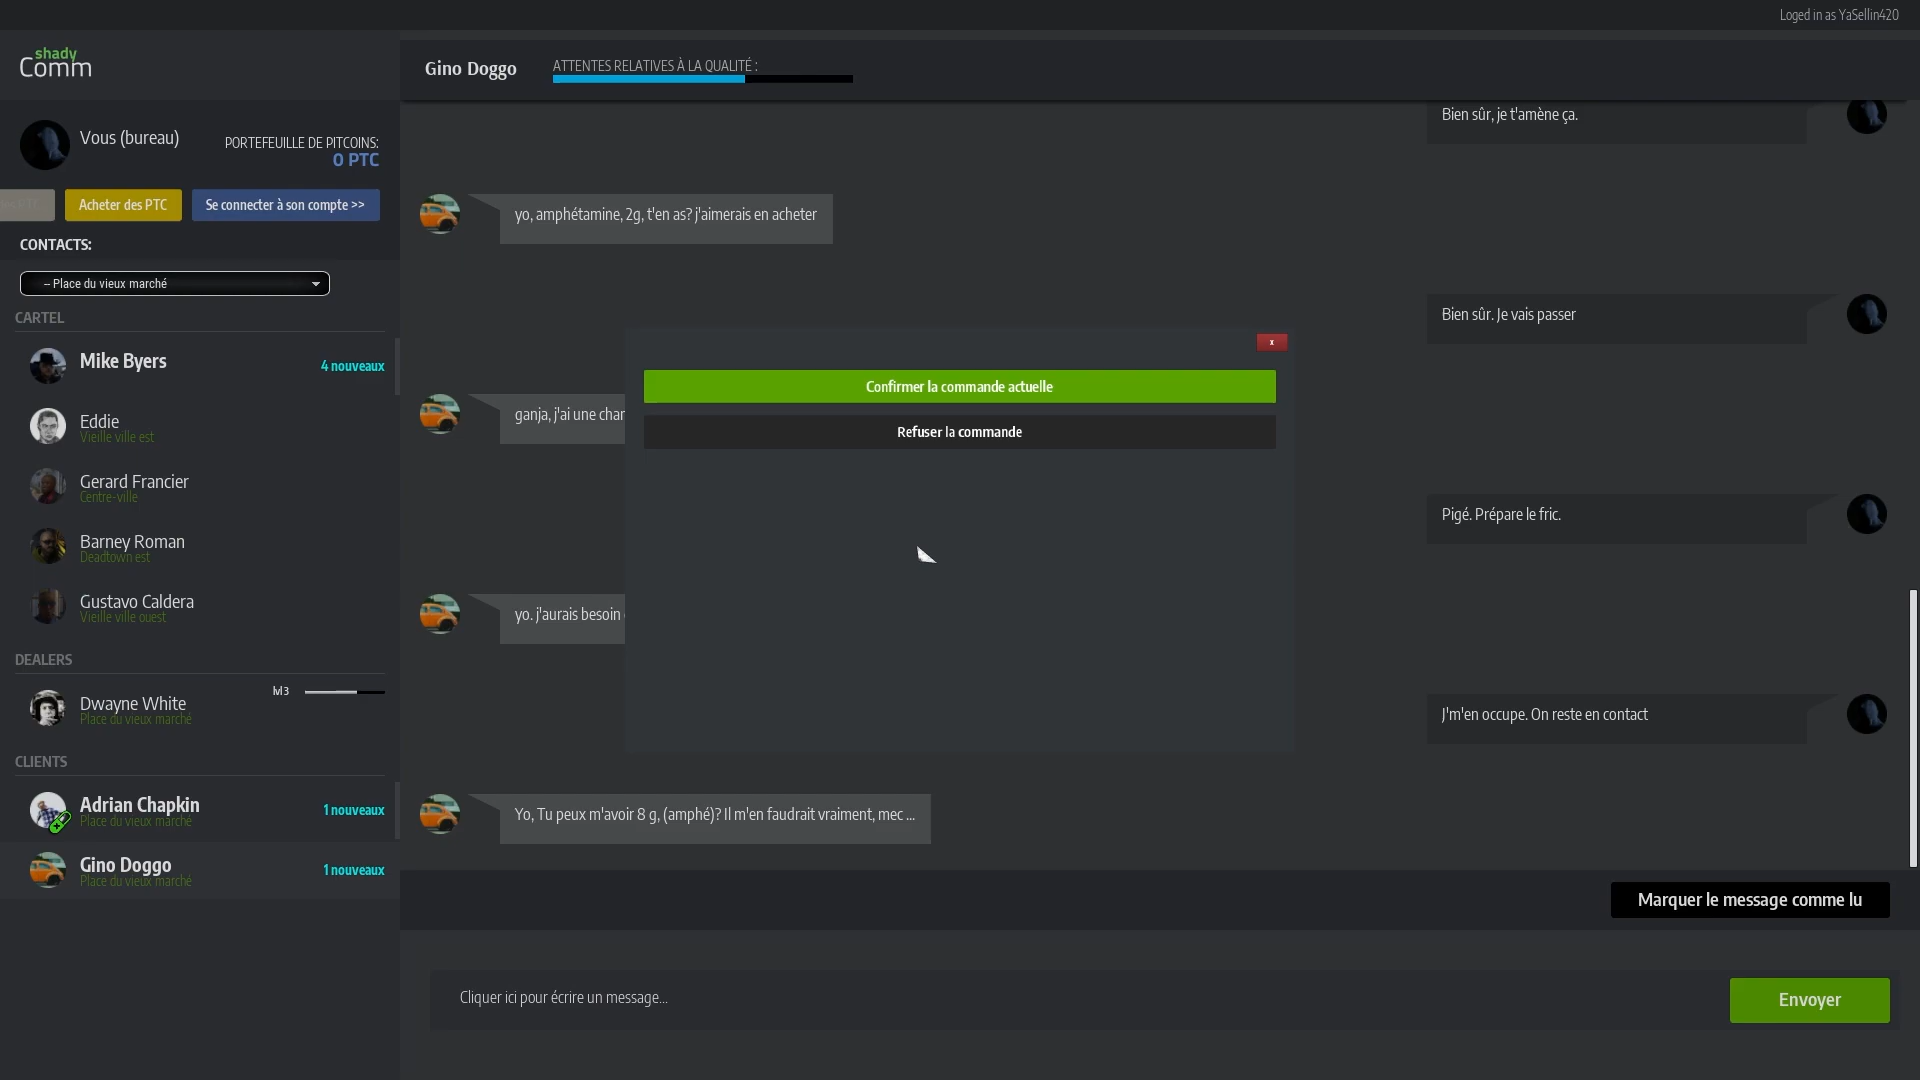 Loged in as YaSellin420
shady
Comm
Gino Doggo
ATTENTES RELATIVES À LA QUALITÉ :
Vous (bureau)
PORTEFEUILLE DE PITCOINS:
0 PTC
Acheter des PTC
Se connecter à son compte >>
CONTACTS:
-- Place du vieux marché
CARTEL
Mike Byers
4 nouveaux
Eddie
Vieille ville est
Gerard Francier
Centre-ville
Barney Roman
Deadtown est
Gustavo Caldera
Vieille ville ouest
DEALERS
Dwayne White
lvl 3
Place du vieux marché
CLIENTS
Adrian Chapkin
1 nouveaux
Place du vieux marché
Gino Doggo
1 nouveaux
Place du vieux marché
Bien sûr, je t'amène ça.
yo, amphétamine, 2g, t'en as? j'aimerais en acheter
Bien sûr. Je vais passer
x
Confirmer la commande actuelle
Refuser la commande
ganja, j'ai une
Pigé. Prépare le fric.
yo. j'aurais besoin
J'm'en occupe. On reste en contact
Yo, Tu peux m'avoir 8 g, (amphé)? Il m'en faudrait vraiment, mec ...
Marquer le message comme lu
Cliquer ici pour écrire un message...
Envoyer